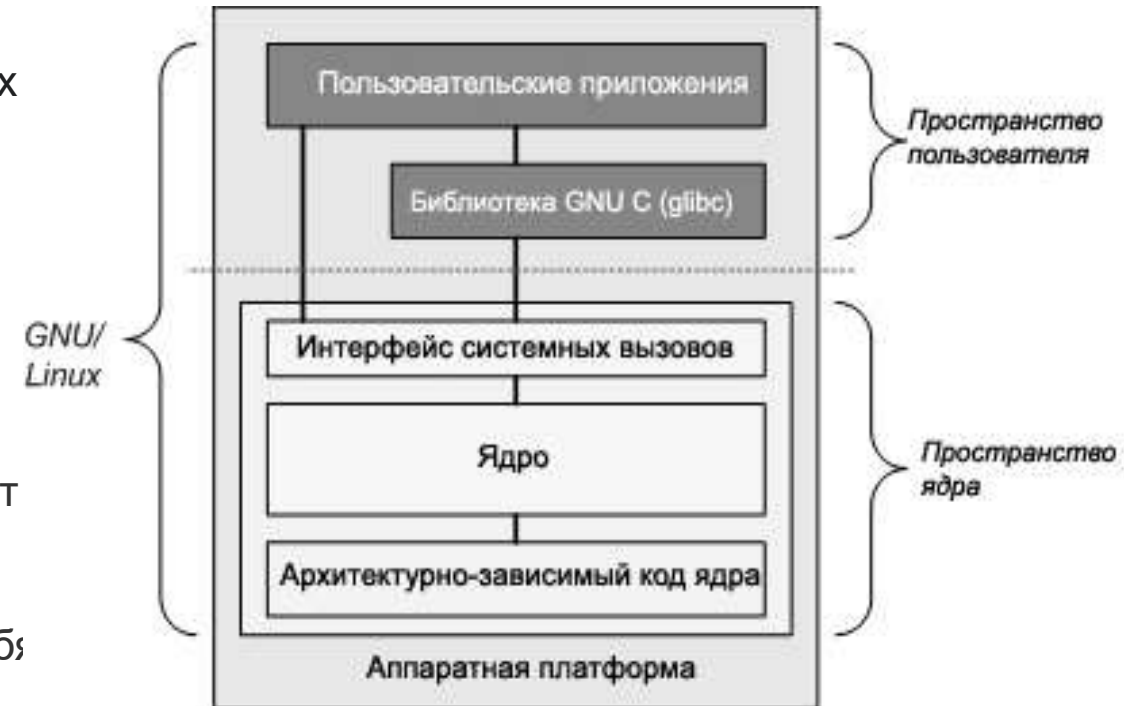 х
Пользовательские приложения
Пространство
пользователя
Библиотека GNU C (glibc)
GNU/
Linux
Интерфейс системных вызовов
Ядро
Пространство
ядра
т
Архитектурно-зависимый код ядра
Аппаратная платформа